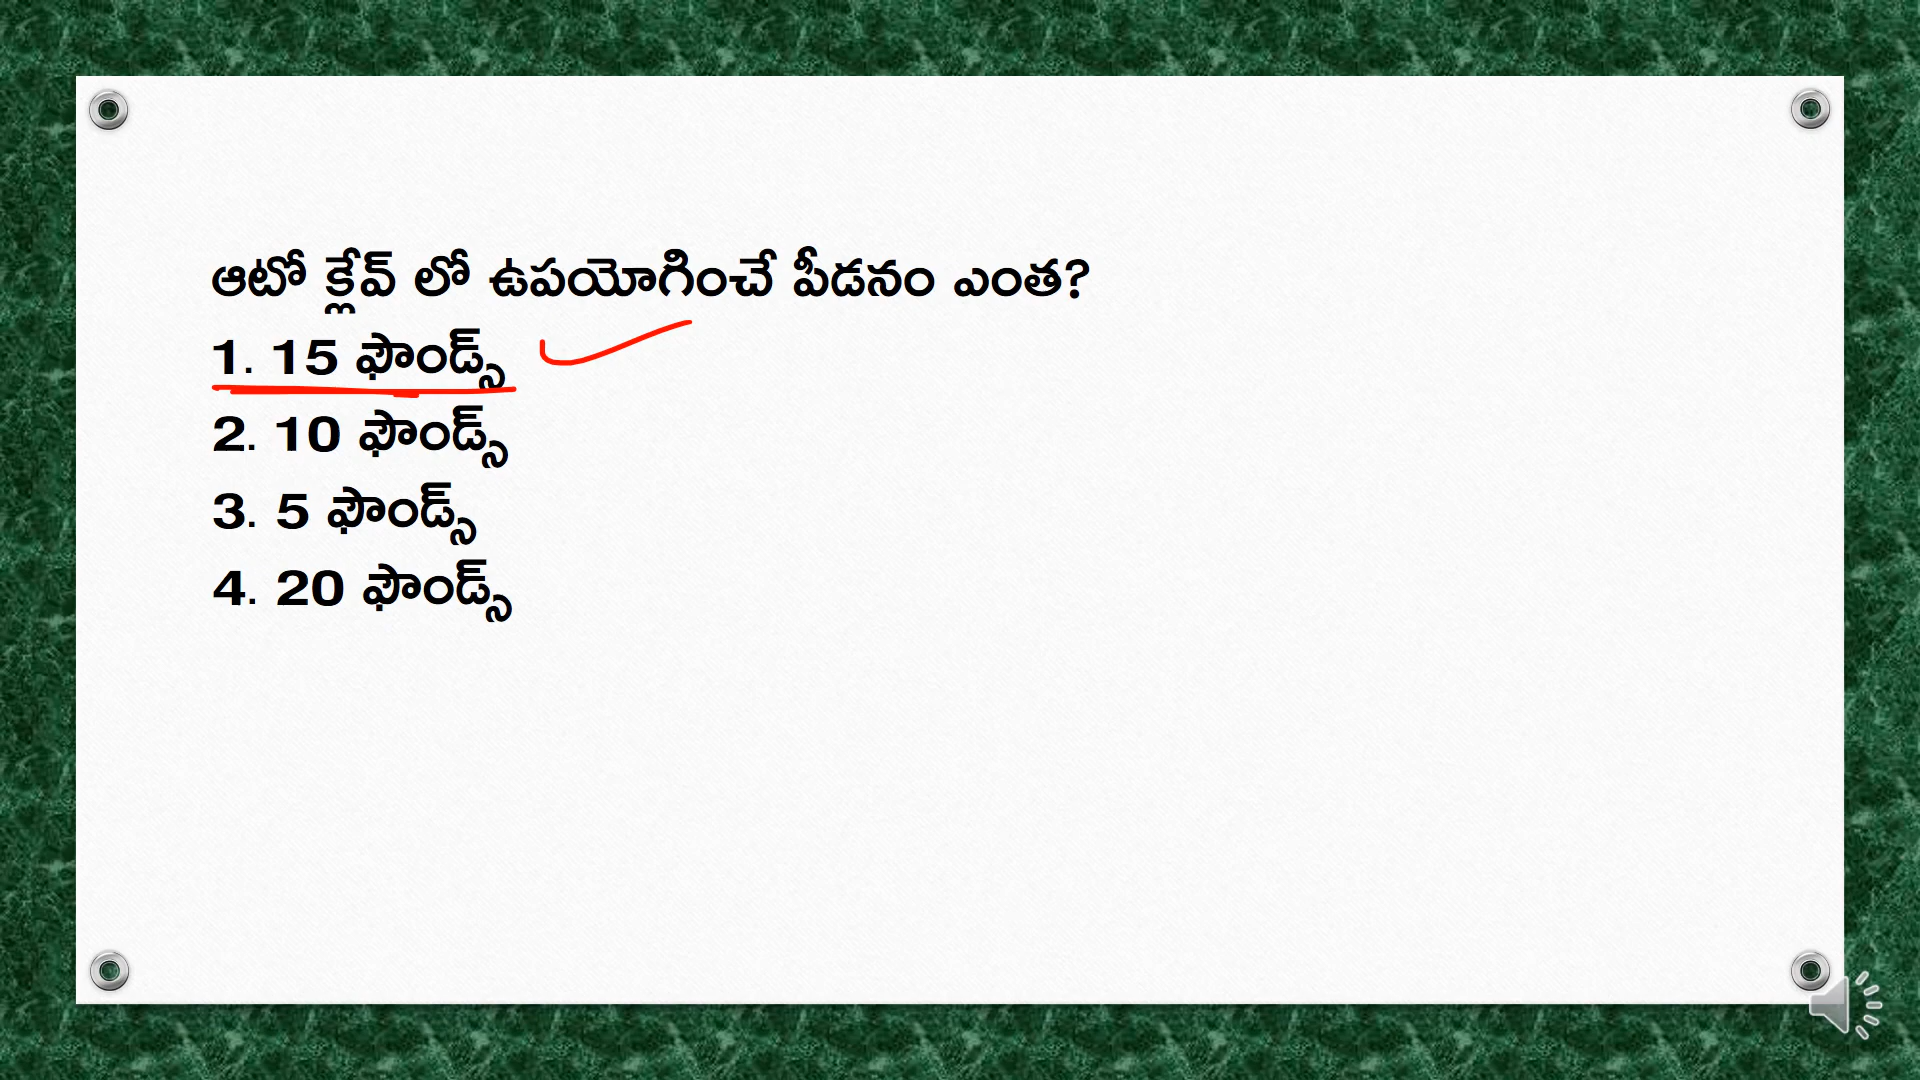 ఆటో క్లేవ్ లో ఉపయోగించే పీడనం ఎంత?
1. 15 ఫౌండ్స్
2. 10 ఫౌండ్స్
3. 5 ఫౌండ్స్
4. 20 ఫౌండ్స్